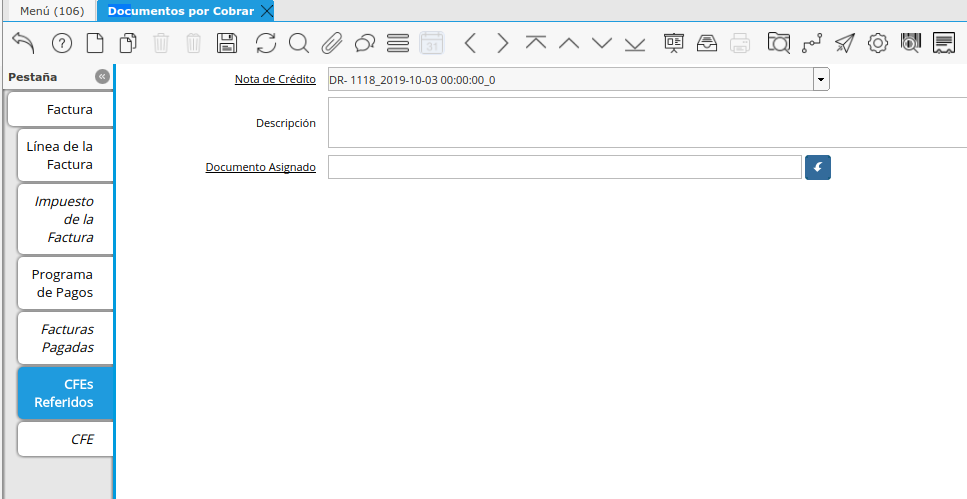 Menú (106)
Documentos por Cobrar
31
Pestaña
Factura
Línea de la
Factura
Impuesto
de la
Factura
Programa
de Pagos
Facturas
Pagadas
CFEs
Referidos
CFE
Nota de Crédito
DR- 1118_2019-10-03 00:00:00_0
Descripción
Documento Asignado